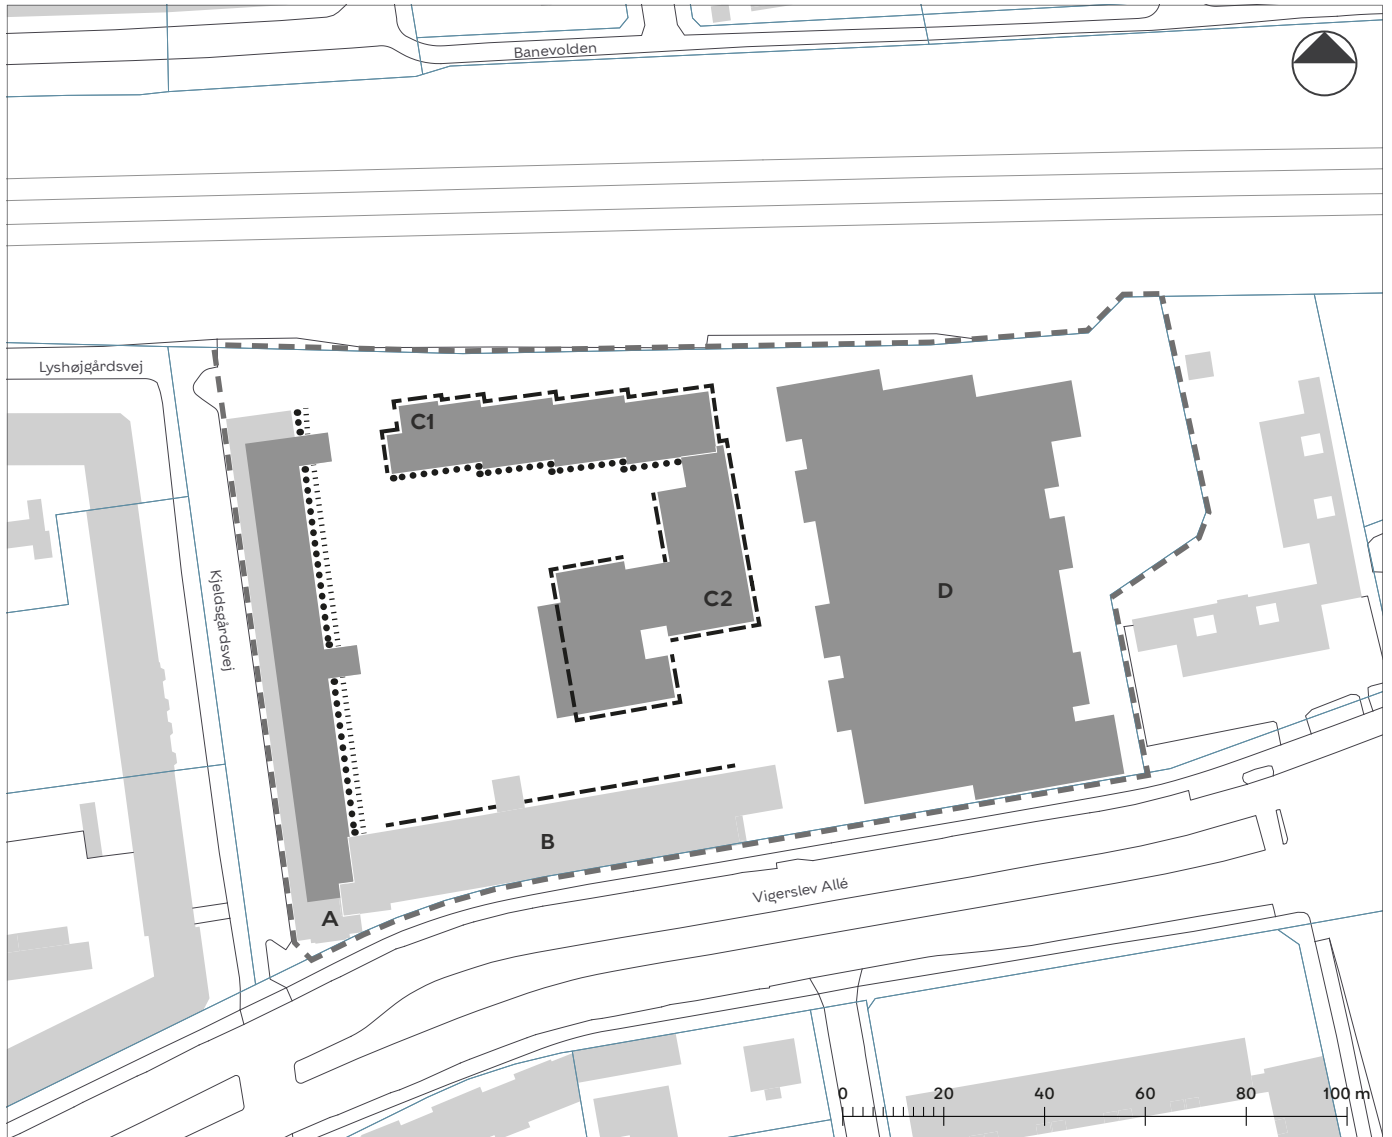 Banevolden
Lyshøjgårdsvej
C1
Kjeldsgårdsvej
C2
D
B
Vigerslev Allé
A
0 20 40 60 80 100 m